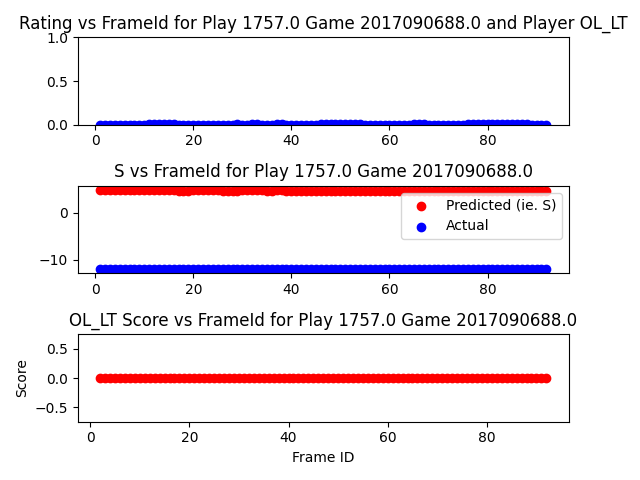 Rating vs FrameId for Play 1757.0 Game 2017090688.0 and Player OL_LT
1.0
0.5
0.0
0 20 40 60 80
S vs FrameId for Play 1757.0 Game 2017090688.0
0
−10
Predicted (ie. S)
Actual
0 20 40 60 80
OL_LT Score vs FrameId for Play 1757.0 Game 2017090688.0
Score
0.5
0.0
−0.5
0 20 40 60 80
Frame ID